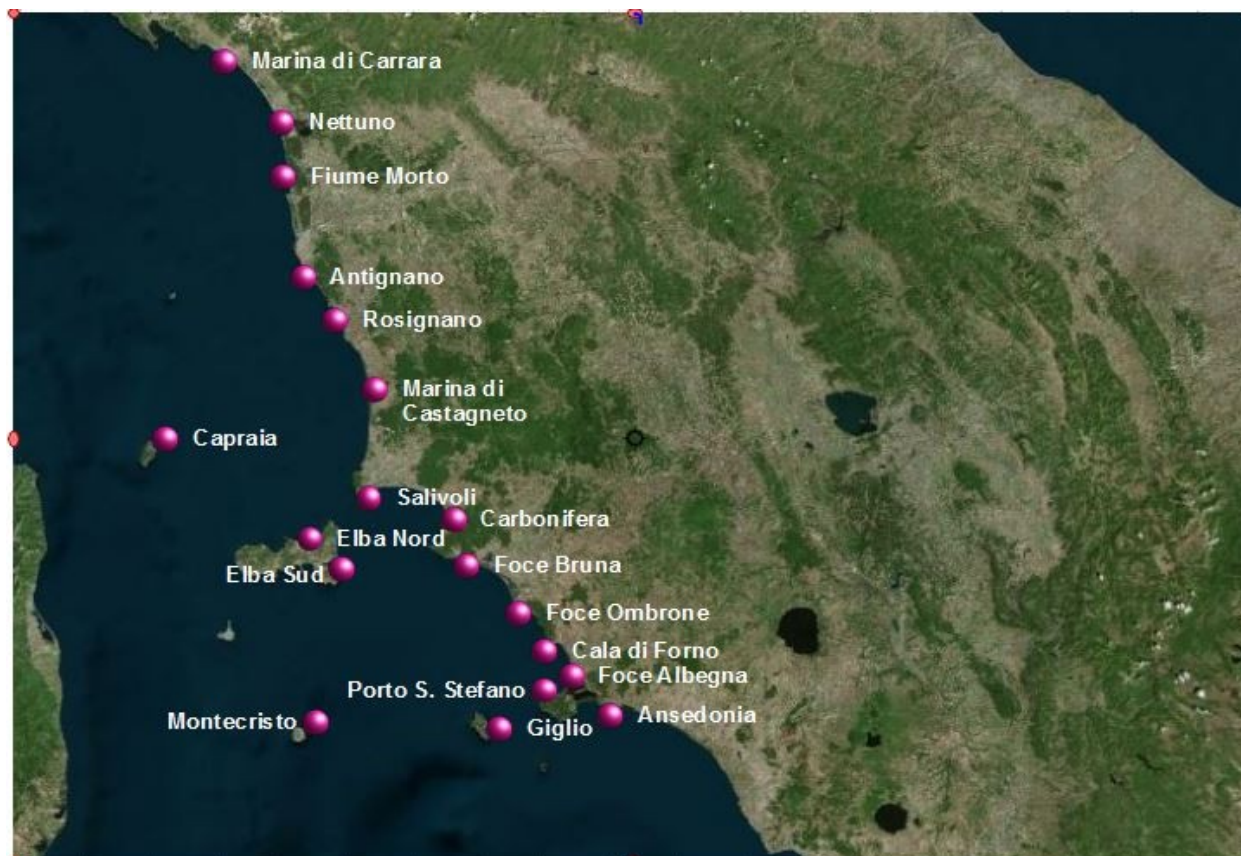 Marina di Carrara
Nettuno
Fiume Morto
Antignano
Rosignano
Marina di
Castagneto
Capraia
Salivoli
Carbonifera
Elba Nord
Foce Bruna
Elba Sud
Foce Ombrone
Cala di Forno
Foce Albegna
Porto S. Stefano
Ansedonia
Montecristo
Giglio